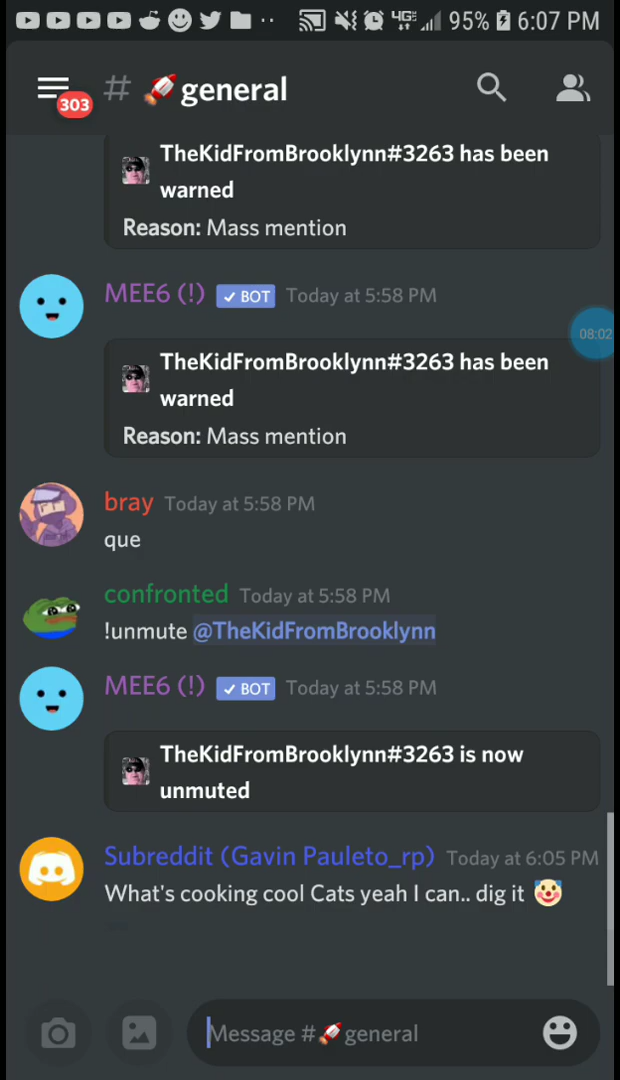 4GE 95% 6:07 PM
303
# 🚀general
TheKidFromBrooklynn#3263 has been
warned
Reason: Mass mention
MEE6 (!) ✓ BOT Today at 5:58 PM
08:02
TheKidFromBrooklynn#3263 has been
warned
Reason: Mass mention
bray Today at 5:58 PM
que
confronted Today at 5:58 PM
!unmute @TheKidFromBrooklynn
MEE6 (!) ✓ BOT Today at 5:58 PM
TheKidFromBrooklynn#3263 is now
unmuted
Subreddit (Gavin Pauleto_rp) Today at 6:05 PM
What's cooking cool Cats yeah I can.. dig it 🤡
Message #🚀general